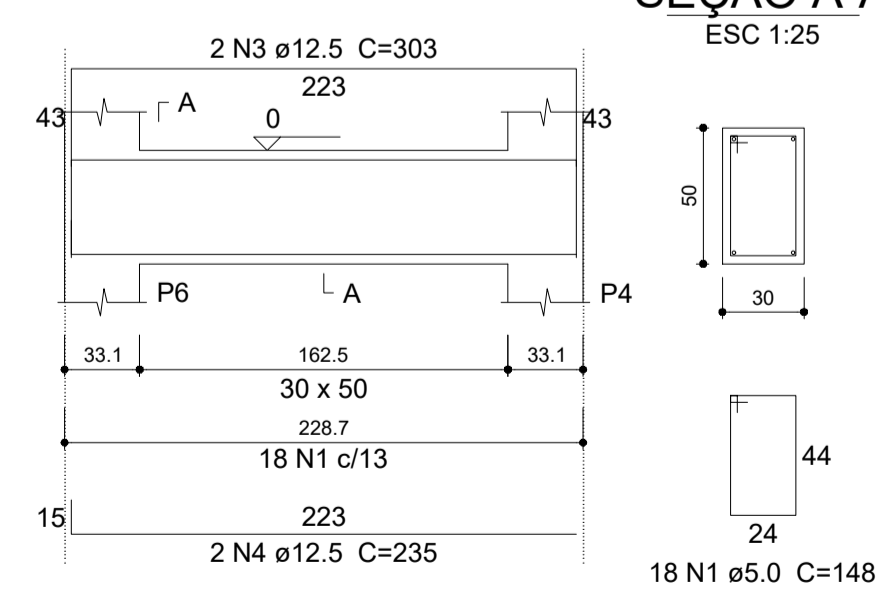 SEÇÃO A-A
ESC 1:25
2 N3 ø12.5 C=303
223
43
A
0
43
50
30
P6
A
P4
33.1
162.5
33.1
30 x 50
228.7
18 N1 c/13
44
24
18 N1 ø5.0 C=148
15
223
2 N4 ø12.5 C=235